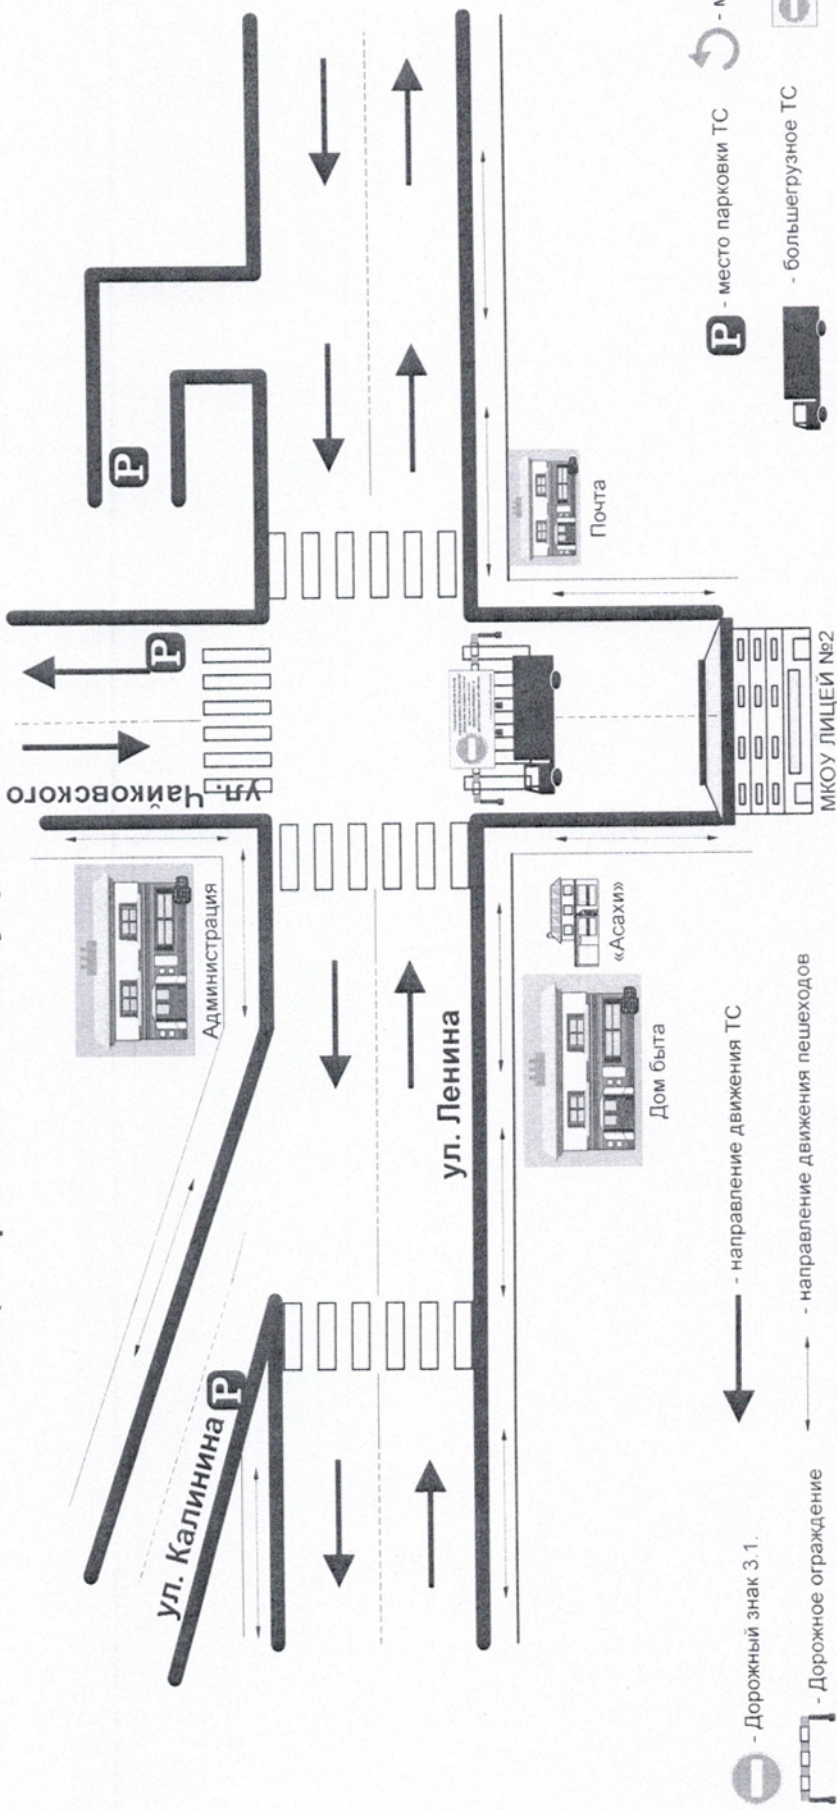 ул. Чайковского
Р
Р
Администрация
Почта
ул. Калинина Р
ул. Ленина
«Асахи»
Дом быта
МКОУ ЛИЦЕЙ №2
- Дорожный знак 3.1.
- направление движения ТС
Р - место парковки ТС
- Дорожное ограждение
- направление движения пешеходов
- большегрузное ТС